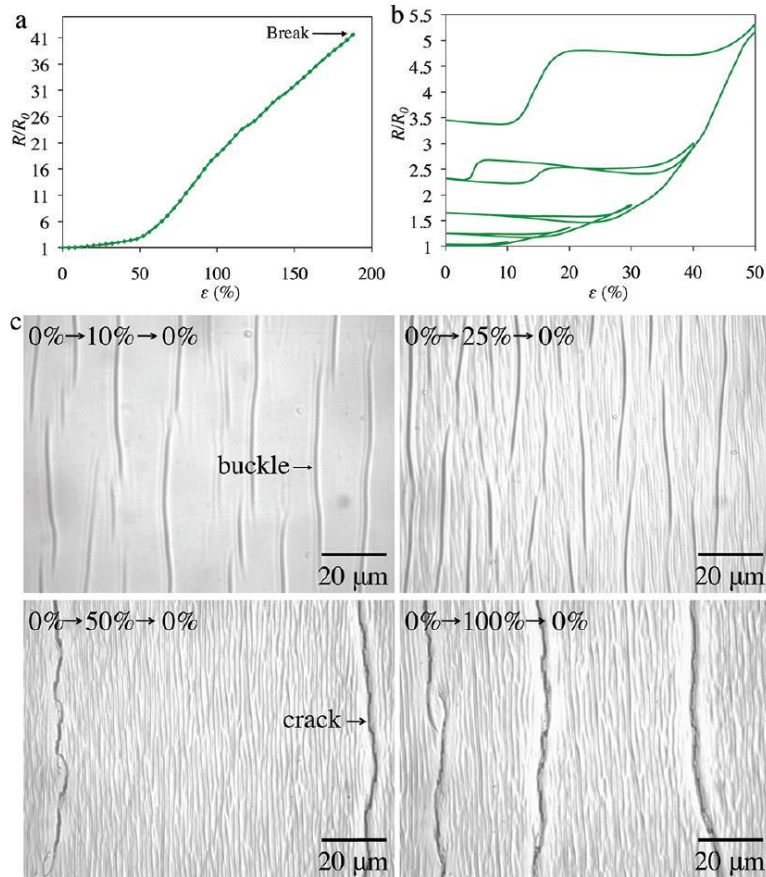 a
Break
41
36
31
26
21
16
11
6
1
R/R0
0 50 100 150 200
ε (%)
b
5.5
5
4.5
4
3.5
3
2.5
2
1.5
1
R/R0
0 10 20 30 40 50
ε (%)
c
0%→10%→0%
buckle
20 µm
0%→25%→0%
20 µm
0%→50%→0%
crack
20 µm
0%→100%→0%
20 µm